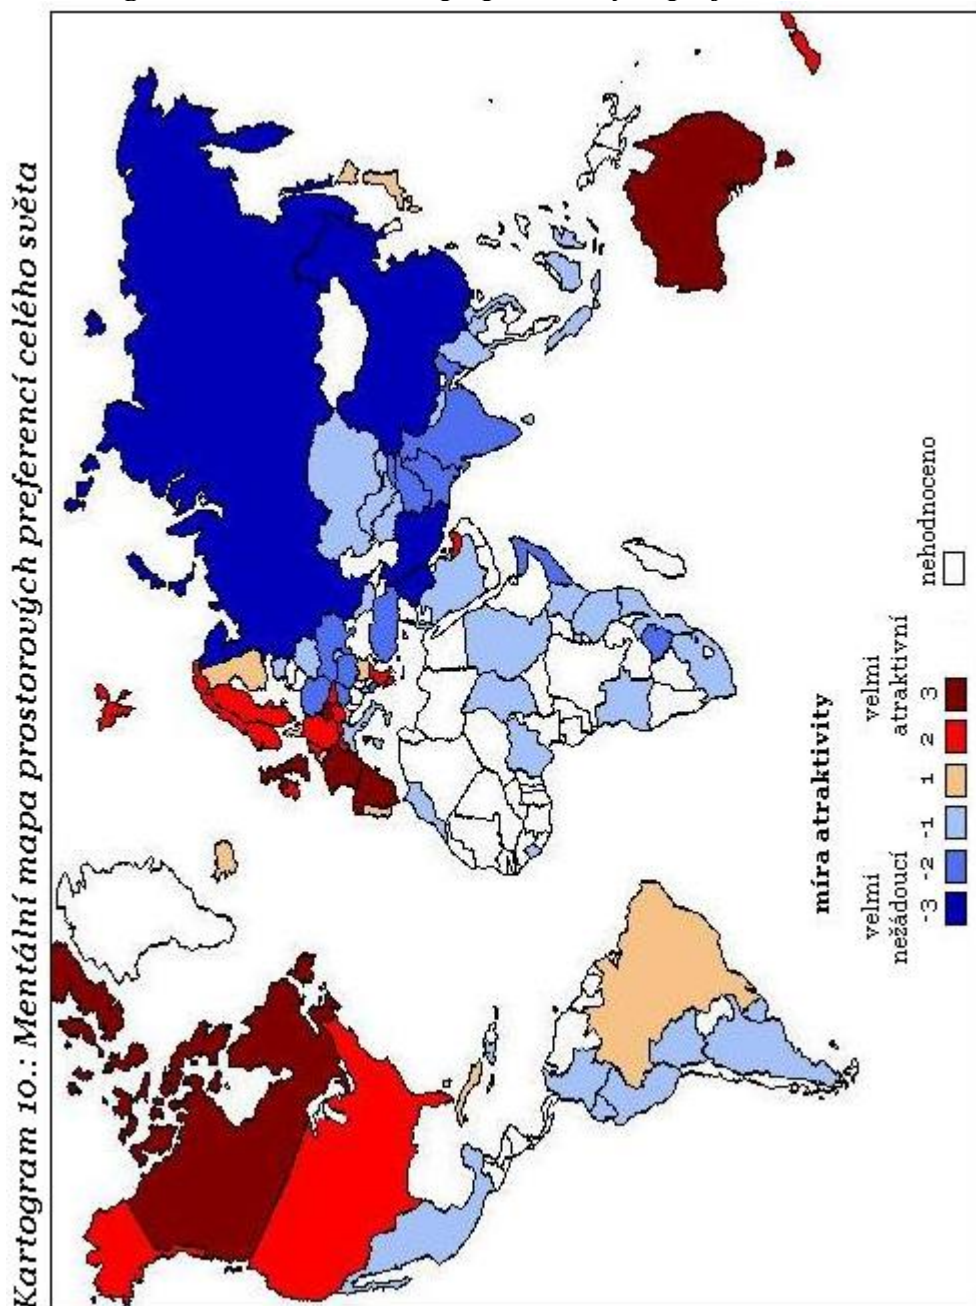 Kartogram 10.: Mentální mapa prostorových preferencí celého světa
míra atraktivity
velmi
nežádoucí
velmi
atraktivní
-3 -2 -1 1 2 3
nehodnoceno